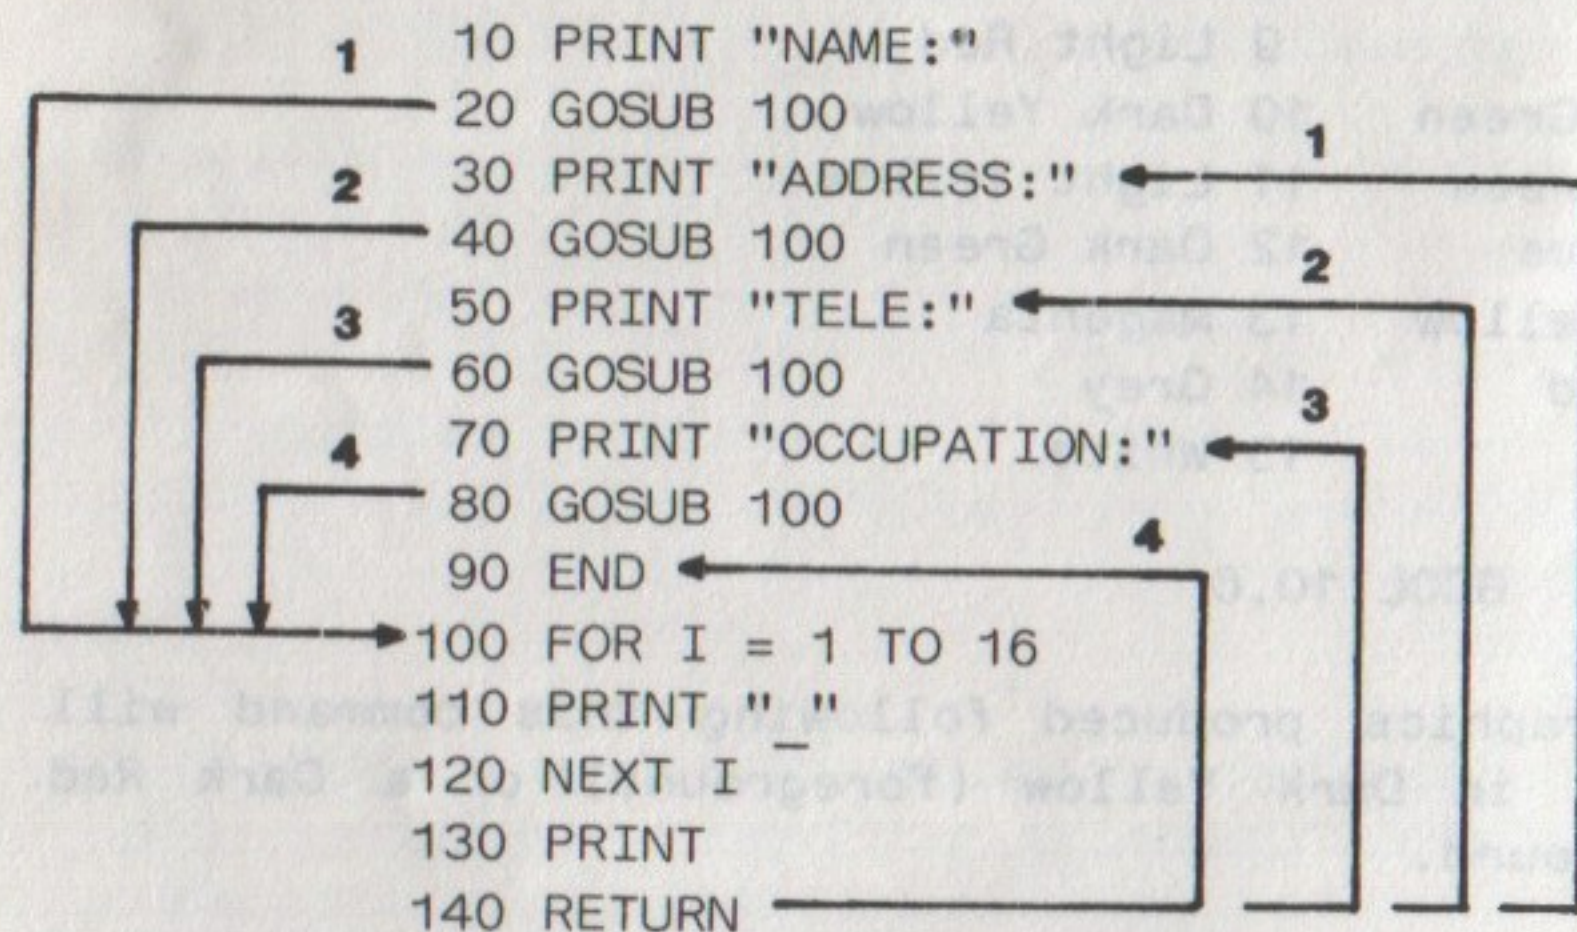 1
10 PRINT "NAME:"
20 GOSUB 100
1
30 PRINT "ADDRESS:"
2
40 GOSUB 100
2
50 PRINT "TELE:"
3
60 GOSUB 100
3
70 PRINT "OCCUPATION:"
4
80 GOSUB 100
4
90 END
100 FOR I = 1 TO 16
110 PRINT "_"
120 NEXT I
130 PRINT
140 RETURN